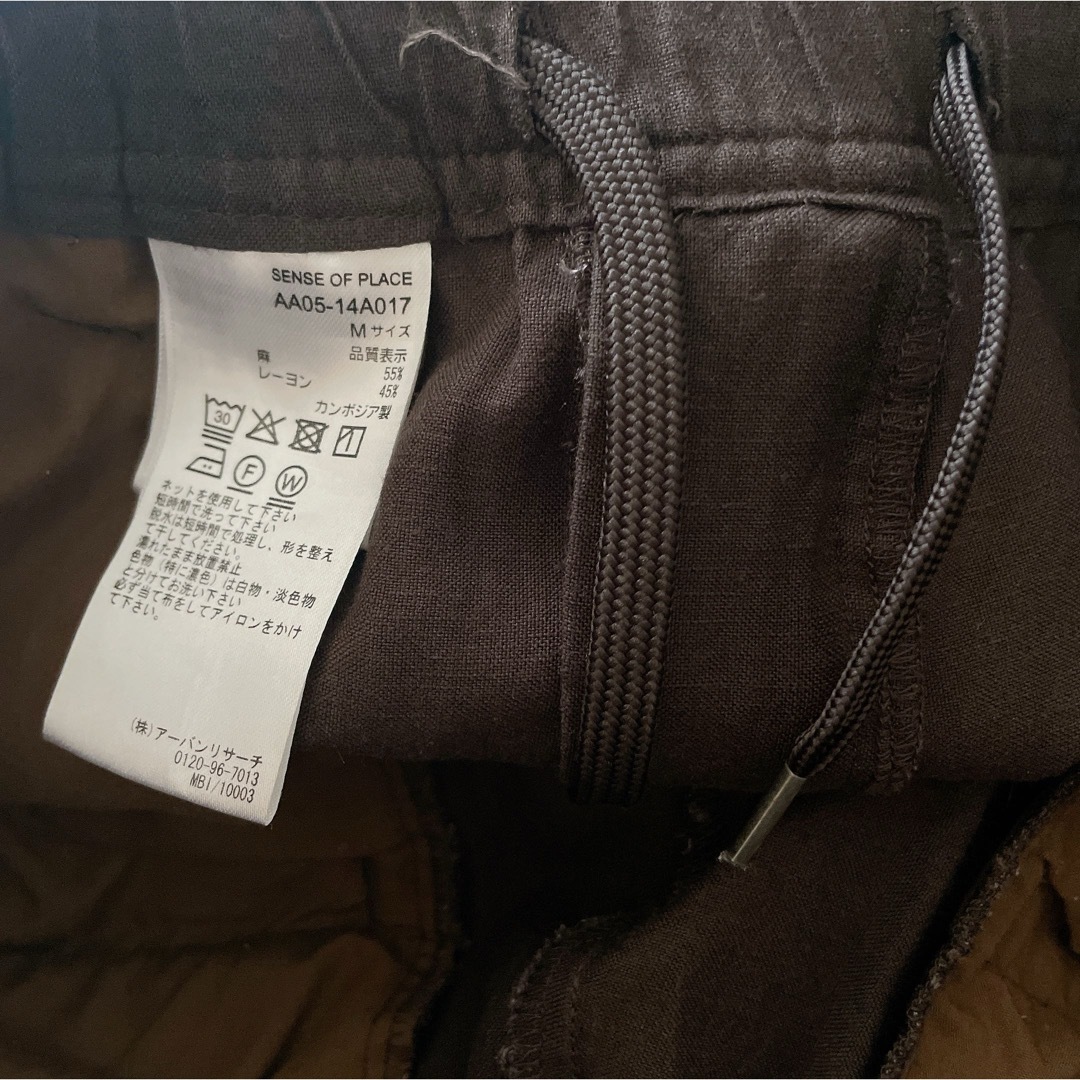 SENSE OF PLACE
AA05-14A017
M サイズ
品質表示
麻 55%
レーヨン 45%
カンボジア製
30
F
W
ネットを使用して下さい
短時間で洗って下さい
脱水は短時間で処理し、形を整え
て干してください。
濡れたまま放置禁止
色物（特に濃色）は白物・淡色物
と分けてお洗い下さい
必ず当て布をしてアイロンをかけ
て下さい。
(株)アーバンリサーチ
0120-96-7013
MBI/10003